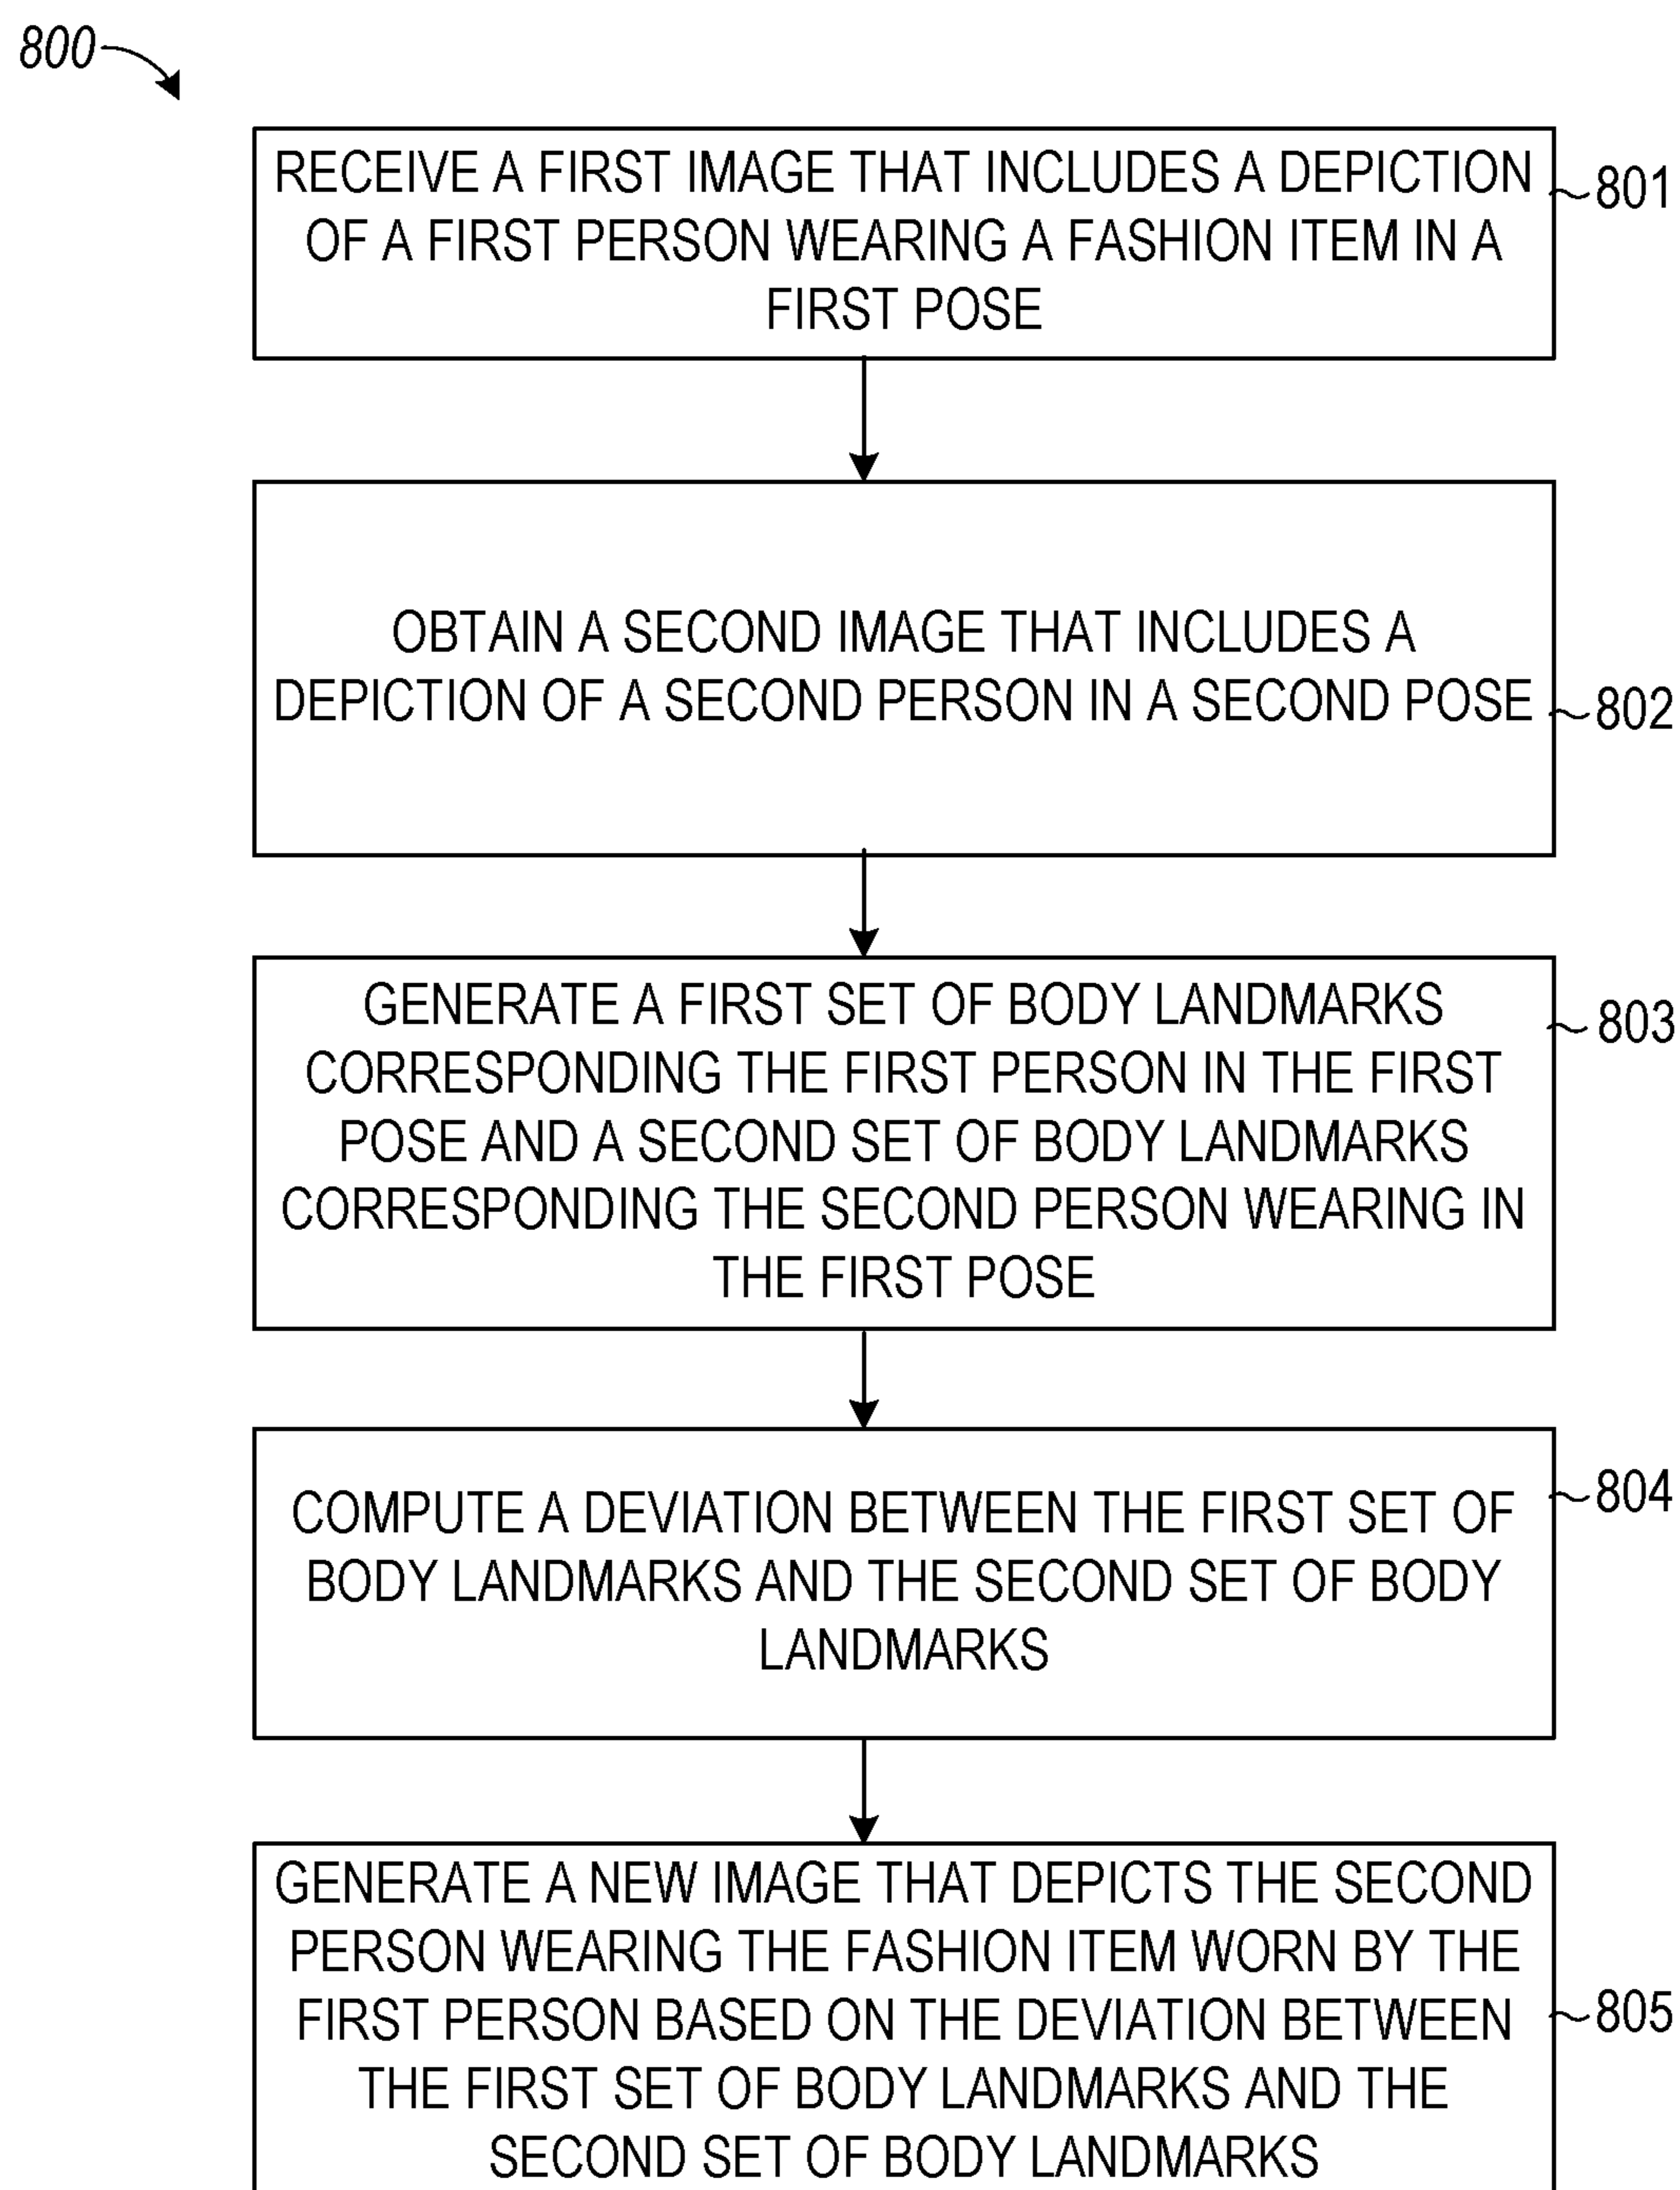 800
RECEIVE A FIRST IMAGE THAT INCLUDES A DEPICTION
OF A FIRST PERSON WEARING A FASHION ITEM IN A
FIRST POSE
801
OBTAIN A SECOND IMAGE THAT INCLUDES A
DEPICTION OF A SECOND PERSON IN A SECOND POSE
802
GENERATE A FIRST SET OF BODY LANDMARKS
CORRESPONDING THE FIRST PERSON IN THE FIRST
POSE AND A SECOND SET OF BODY LANDMARKS
CORRESPONDING THE SECOND PERSON WEARING IN
THE FIRST POSE
803
COMPUTE A DEVIATION BETWEEN THE FIRST SET OF
BODY LANDMARKS AND THE SECOND SET OF BODY
LANDMARKS
804
GENERATE A NEW IMAGE THAT DEPICTS THE SECOND
PERSON WEARING THE FASHION ITEM WORN BY THE
FIRST PERSON BASED ON THE DEVIATION BETWEEN
THE FIRST SET OF BODY LANDMARKS AND THE
SECOND SET OF BODY LANDMARKS
805